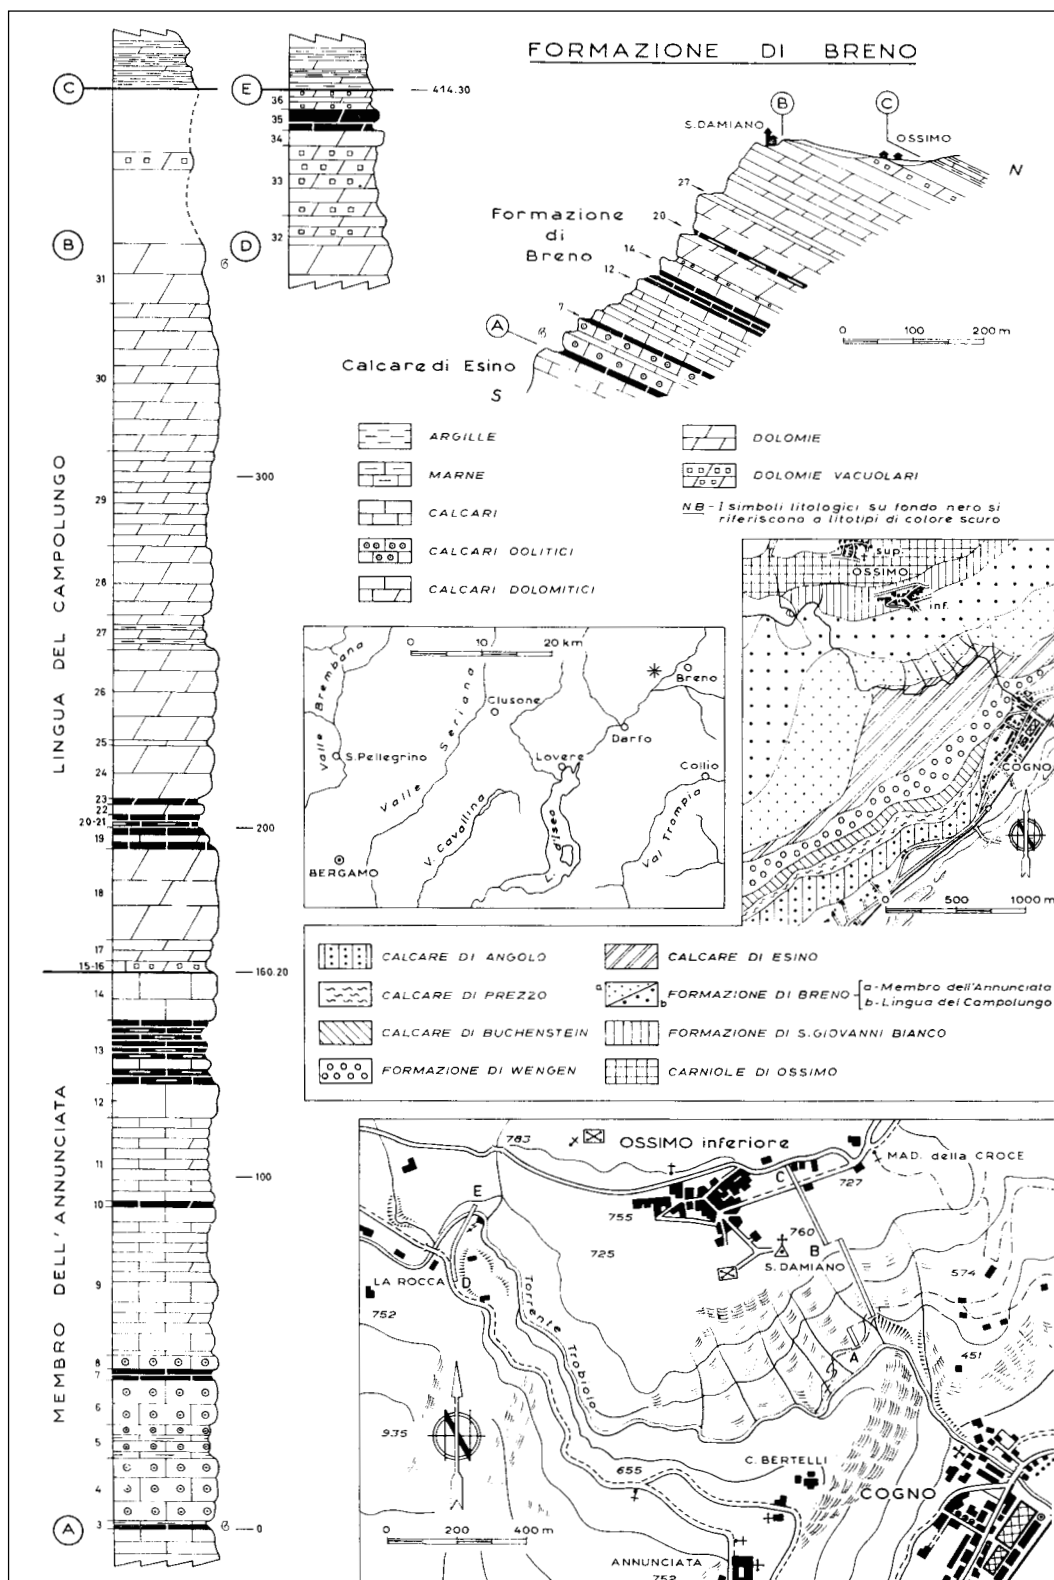 FORMAZIONE DI BRENO
C
E
414.30
36
35
34
33
32
D
B
31
30
300
29
28
27
26
25
24
23
22
20-21
19
200
18
17
15-16
160.20
14
13
12
11
100
10
9
8
7
6
5
4
3
A
0
LINGUA DEL CAMPOLUNGO
MEMBRO DELL'ANNUNCIATA
B
C
S.DAMIANO
OSSIMO
N
27
20
14
12
7
Formazione
di
Breno
A
Calcare di Esino
S
0 100 200 m
ARGILLE
MARNE
CALCARI
CALCARI OOLITICI
CALCARI DOLOMITICI
DOLOMIE
DOLOMIE VACUOLARI
NB - I simboli litologici su fondo nero si
riferiscono a litotipi di colore scuro
0 10 20 km
Valle Brembana
Valle Seriana
Clusone
Breno
S.Pellegrino
Darfo
Lovere
Collio
V. Cavallina
L. d'Iseo
Val Trompia
BERGAMO
sup.
OSSIMO
inf.
COGNO
0 500 1000 m
CALCARE DI ANGOLO
CALCARE DI PREZZO
CALCARE DI BUCHENSTEIN
FORMAZIONE DI WENGEN
CALCARE DI ESINO
a
b
FORMAZIONE DI BRENO
a-Membro dell'Annunciata
b-Lingua del Campolungo
FORMAZIONE DI S.GIOVANNI BIANCO
CARNIOLE DI OSSIMO
783
OSSIMO inferiore
MAD. della CROCE
C
727
E
755
760
725
B
S. DAMIANO
574
LA ROCCA
D
752
Torrente Trobiolo
A
451
935
C. BERTELLI
655
COGNO
0 200 400 m
ANNUNCIATA
752